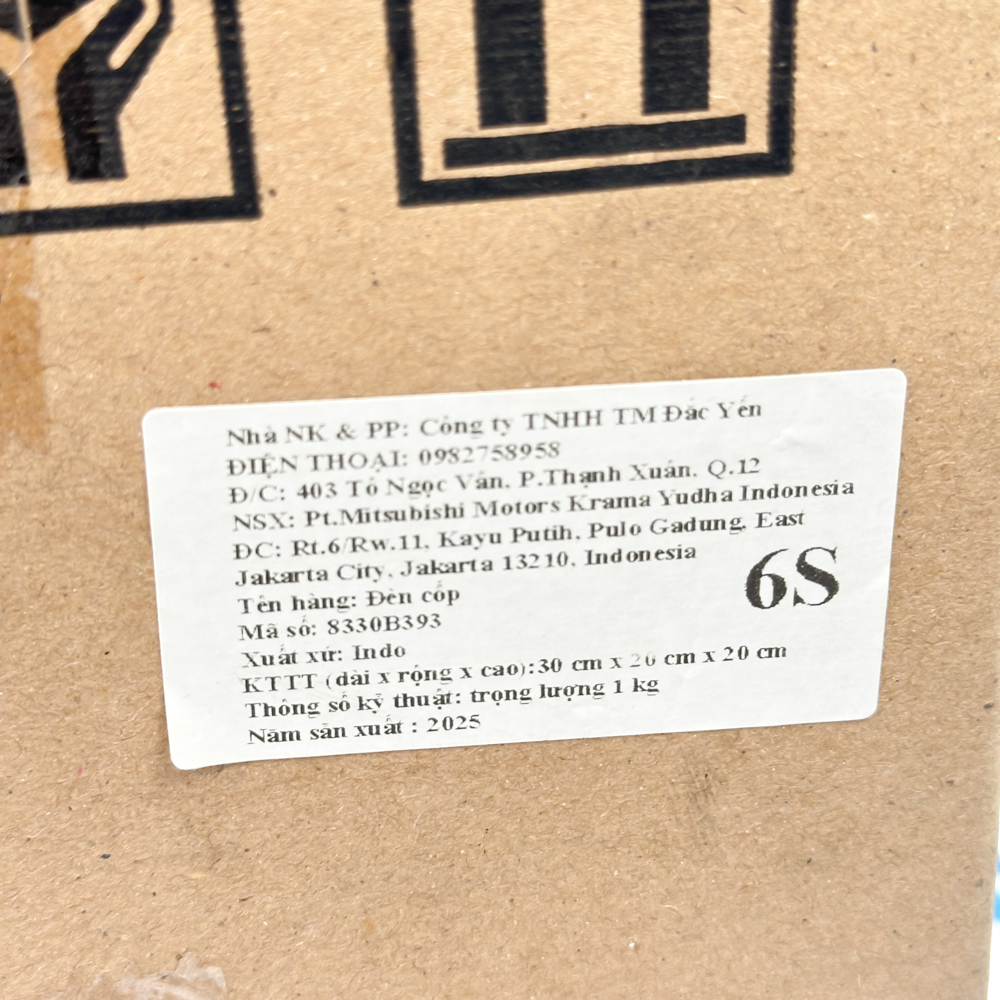 Nhà NK & PP: Công ty TNHH TM Đắc Yến
ĐIỆN THOẠI: 0982758958
Đ/C: 403 Tô Ngọc Vân, P.Thạnh Xuân, Q.12
NSX: Pt.Mitsubishi Motors Krama Yudha Indonesia
ĐC: Rt.6/Rw.11, Kayu Putih, Pulo Gadung, East
Jakarta City, Jakarta 13210, Indonesia
6S
Tên hàng: Đèn cốp
Mã số: 8330B393
Xuất xứ: Indo
KTTT (dài x rộng x cao):30 cm x 20 cm x 20 cm
Thông số kỹ thuật: trọng lượng 1 kg
Năm sản xuất : 2025